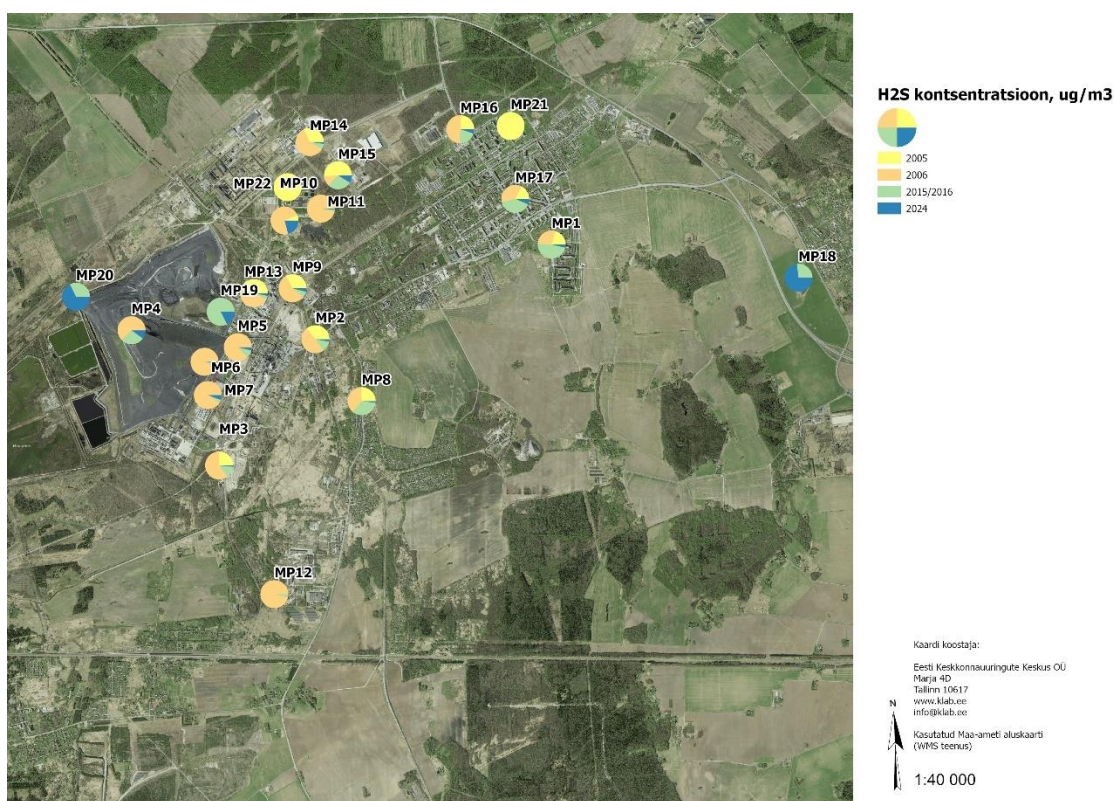 H2S kontsentratsioon, ug/m3
2005
2006
2015/2016
2024
MP16
MP21
MP14
MP15
MP22
MP10
MP11
MP17
MP1
MP18
MP20
MP13
MP9
MP19
MP4
MP5
MP2
MP6
MP7
MP8
MP3
MP12
Kaardi koostaja:
Eesti Keskkonnauuringute Keskus OÜ
Marja 4D
Tallinn 10617
www.klab.ee
info@klab.ee
Kasutatud Maa-ameti aluskaarti
(WMS teenus)
N
1:40 000